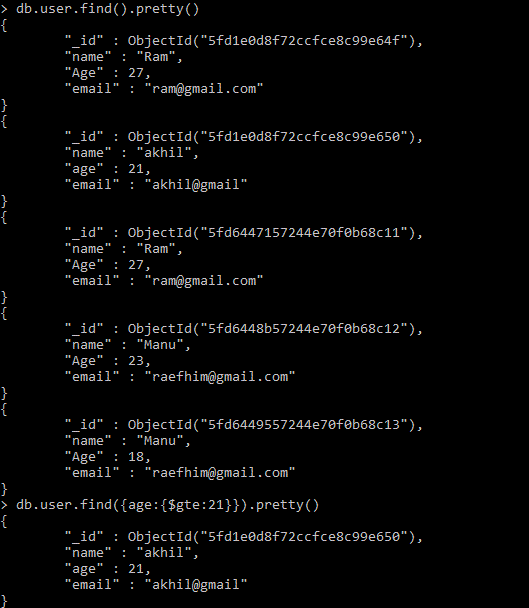 > db.user.find().pretty()
{
        "_id" : ObjectId("5fd1e0d8f72ccfce8c99e64f"),
        "name" : "Ram",
        "Age" : 27,
        "email" : "ram@gmail.com"
}
{
        "_id" : ObjectId("5fd1e0d8f72ccfce8c99e650"),
        "name" : "akhil",
        "age" : 21,
        "email" : "akhil@gmail"
}
{
        "_id" : ObjectId("5fd6447157244e70f0b68c11"),
        "name" : "Ram",
        "Age" : 27,
        "email" : "ram@gmail.com"
}
{
        "_id" : ObjectId("5fd6448b57244e70f0b68c12"),
        "name" : "Manu",
        "Age" : 23,
        "email" : "raefhim@gmail.com"
}
{
        "_id" : ObjectId("5fd6449557244e70f0b68c13"),
        "name" : "Manu",
        "Age" : 18,
        "email" : "raefhim@gmail.com"
}
> db.user.find({age:{$gte:21}}).pretty()
{
        "_id" : ObjectId("5fd1e0d8f72ccfce8c99e650"),
        "name" : "akhil",
        "age" : 21,
        "email" : "akhil@gmail"
}